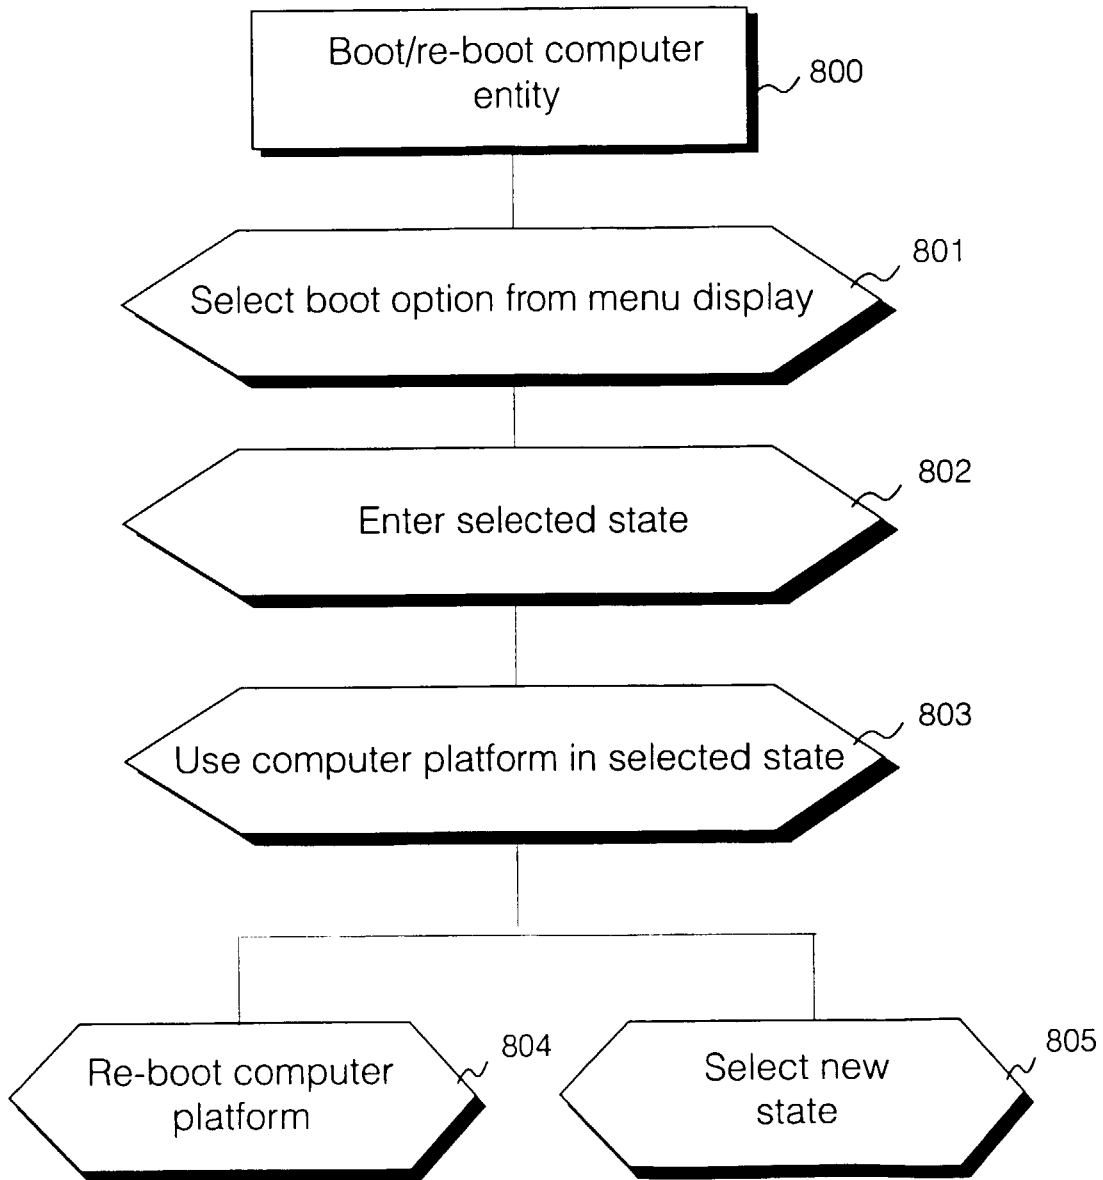 Boot/re-boot computer
entity
800
Select boot option from menu display
801
Enter selected state
802
Use computer platform in selected state
803
Re-boot computer
platform
804
Select new
state
805